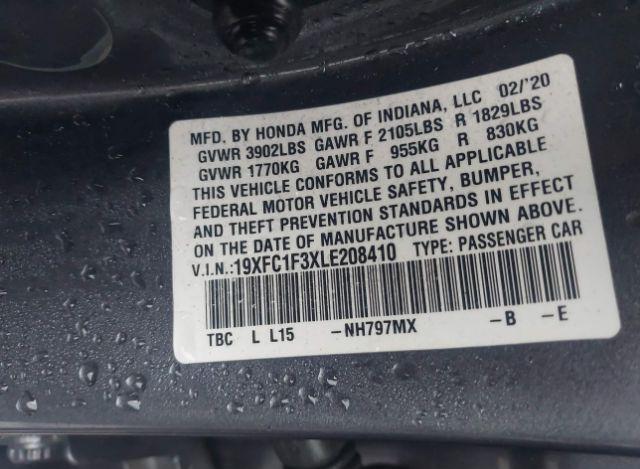 MFD. BY HONDA MFG. OF INDIANA, LLC 02/'20
GVWR 3902LBS GAWR F 2105LBS R 1829LBS
GVWR 1770KG GAWR F 955KG R 830KG
THIS VEHICLE CONFORMS TO ALL APPLICABLE
FEDERAL MOTOR VEHICLE SAFETY, BUMPER,
AND THEFT PREVENTION STANDARDS IN EFFECT
ON THE DATE OF MANUFACTURE SHOWN ABOVE.
V.I.N.:19XFC1F3XLE208410 TYPE: PASSENGER CAR
TBC L L15 -NH797MX -B -E